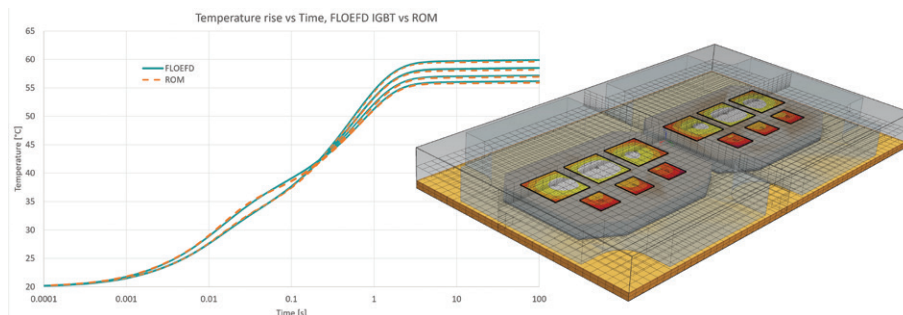 Temperature rise vs Time, FLOEFD IGBT vs ROM
65
60
55
50
45
40
35
30
25
20
Temperature [°C]
FLOEFD
ROM
0.0001 0.001 0.01 0.1 1 10 100
Time [s]